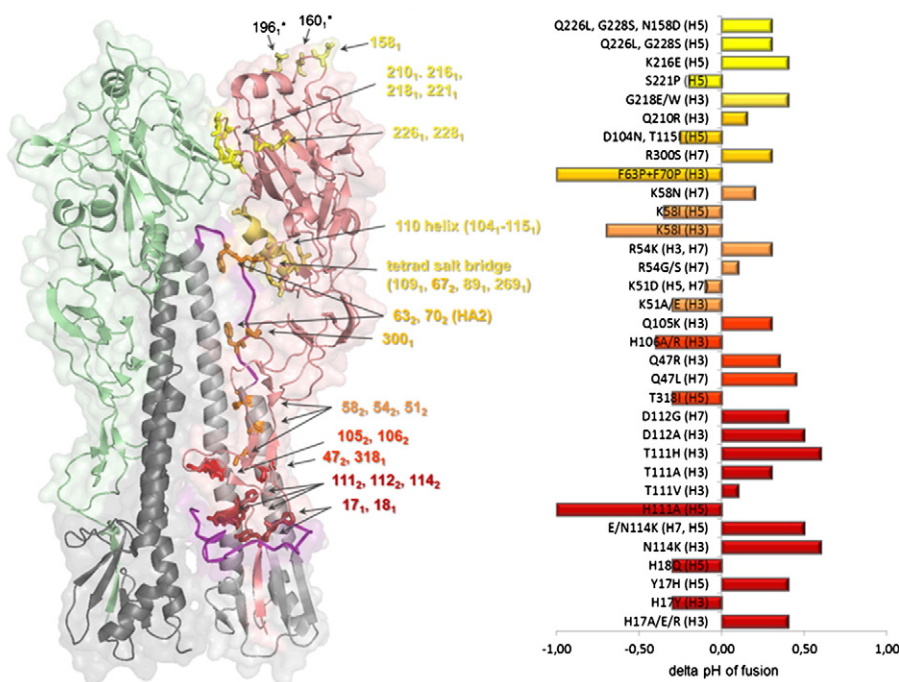 196₁,* 160₁,*
158₁
210₁, 216₁,
218₁, 221₁
226₁, 228₁
110 helix (104₁-115₁)
tetrad salt bridge
(109₁, 67₂, 89₁, 269₁)
63₂, 70₂ (HA2)
300₁
58₂, 54₂, 51₂
105₂, 106₂
47₂, 318₁
111₂, 112₂, 114₂
17₁, 18₁
Q226L, G228S, N158D (H5)
Q226L, G228S (H5)
K216E (H5)
S221P (H5)
G218E/W (H3)
Q210R (H3)
D104N, T115I (H5)
R300S (H7)
F63P+F70P (H3)
K58N (H7)
K58I (H5)
K58I (H3)
R54K (H3, H7)
R54G/S (H7)
K51D (H5, H7)
K51A/E (H3)
Q105K (H3)
H106A/R (H3)
Q47R (H3)
Q47L (H7)
T318I (H5)
D112G (H7)
D112A (H3)
T111H (H3)
T111A (H3)
T111V (H3)
H111A (H5)
E/N114K (H7, H5)
N114K (H3)
H18Q (H5)
Y17H (H5)
H17Y (H3)
H17A/E/R (H3)
-1,00 -0,50 0,00 0,50 1,00
delta pH of fusion